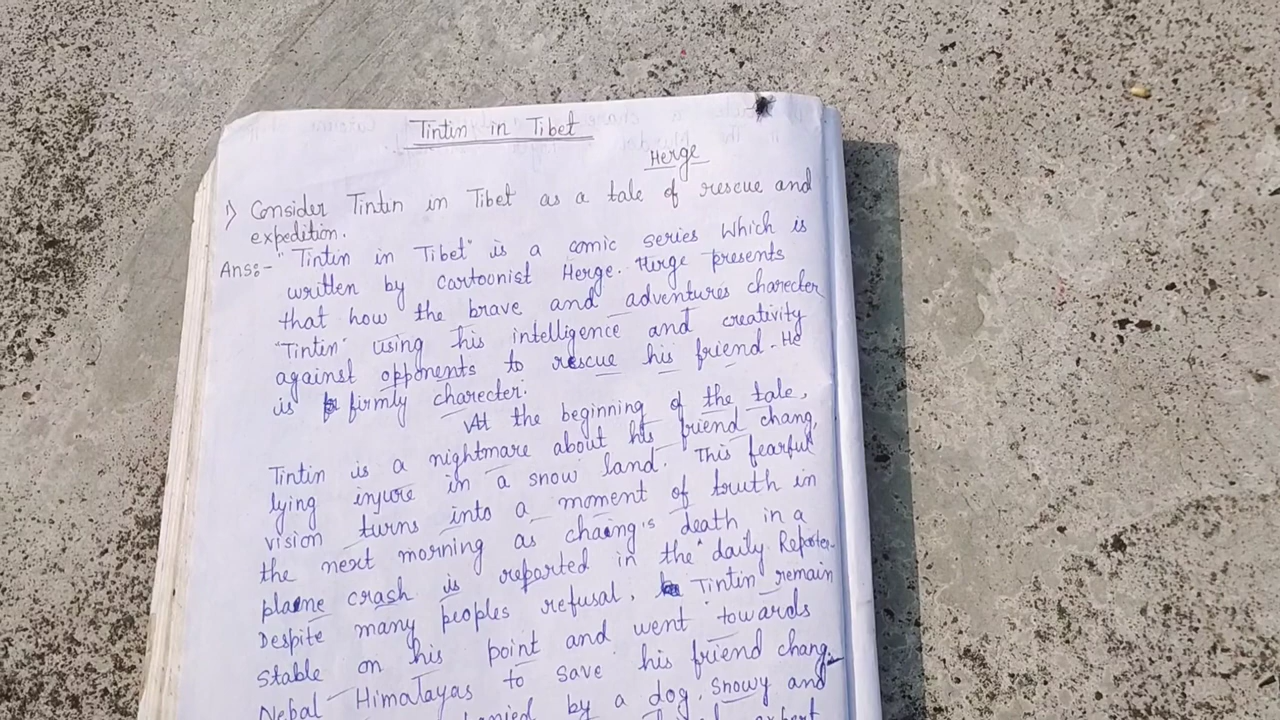 Tintin in Tibet
Herge
1) Consider Tintin in Tibet as a tale of rescue and
expedition.
Ans:- "Tintin in Tibet" is a comic series which is
written by cartoonist Herge. Herge presents
that how the brave and adventures charecter
"Tintin" using his intelligence and creativity
against opponents to rescue his friend. He
is firmly charecter.
At the beginning of the tale,
Tintin is a nightmare about his friend chang,
lying injure in a snow land. This fearful
vision turns into a moment of truth in
the next morning as chang's death in a
plane crash is reported in the daily Reporter.
Despite many peoples refusal, Tintin remain
stable on his point and went towards
Nepal Himalayas to save his friend chang.
by a dog, Snowy and
expert